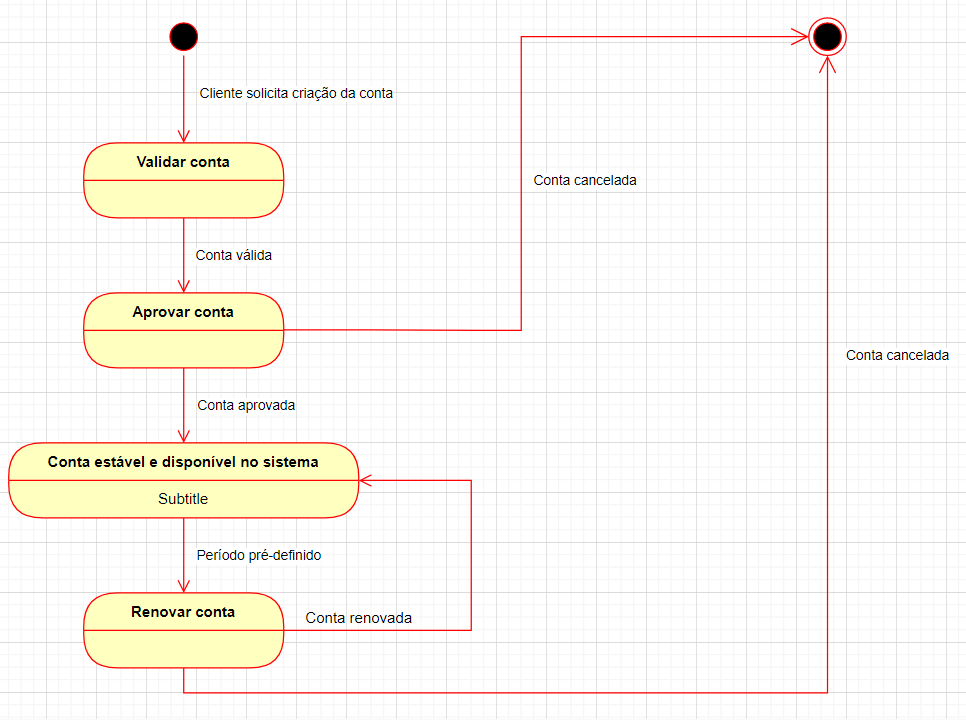 Cliente solicita criação da conta
Validar conta
Conta cancelada
Conta válida
Aprovar conta
Conta cancelada
Conta aprovada
Conta estável e disponível no sistema
Subtitle
Período pré-definido
Renovar conta
Conta renovada